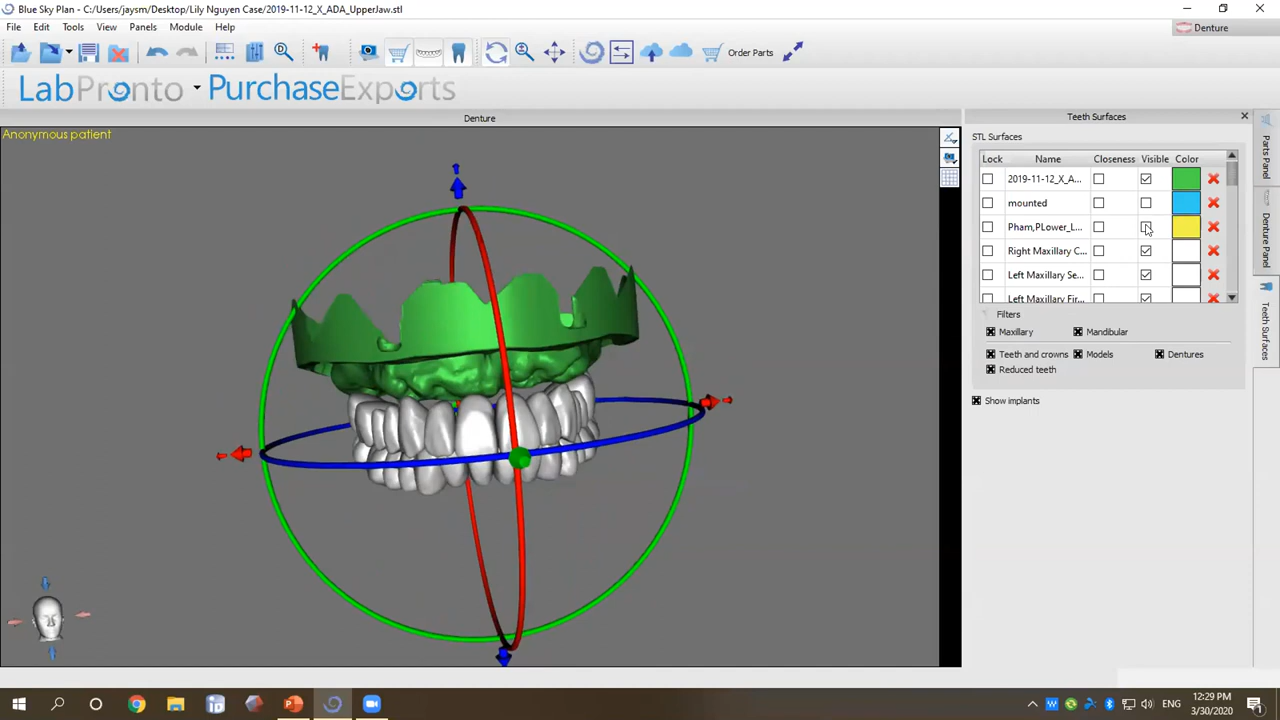 Blue Sky Plan - C:/Users/jaysm/Desktop/Lily Nguyen Case/2019-11-12_X_ADA_UpperJaw.stl
File Edit Tools View Panels Module Help
Denture
Order Parts
LabPronto PurchaseExports
Denture
Teeth Surfaces
Anonymous patient
STL Surfaces
Lock Name Closeness Visible Color
2019-11-12_X_A...
mounted
Pham,PLower_L...
Right Maxillary C...
Left Maxillary Se...
Left Maxillary Fir...
Filters
Maxillary Mandibular
Teeth and crowns Models Dentures
Reduced teeth
Show implants
Parts Panel
Denture Panel
Teeth Surfaces
ENG
12:29 PM
3/30/2020